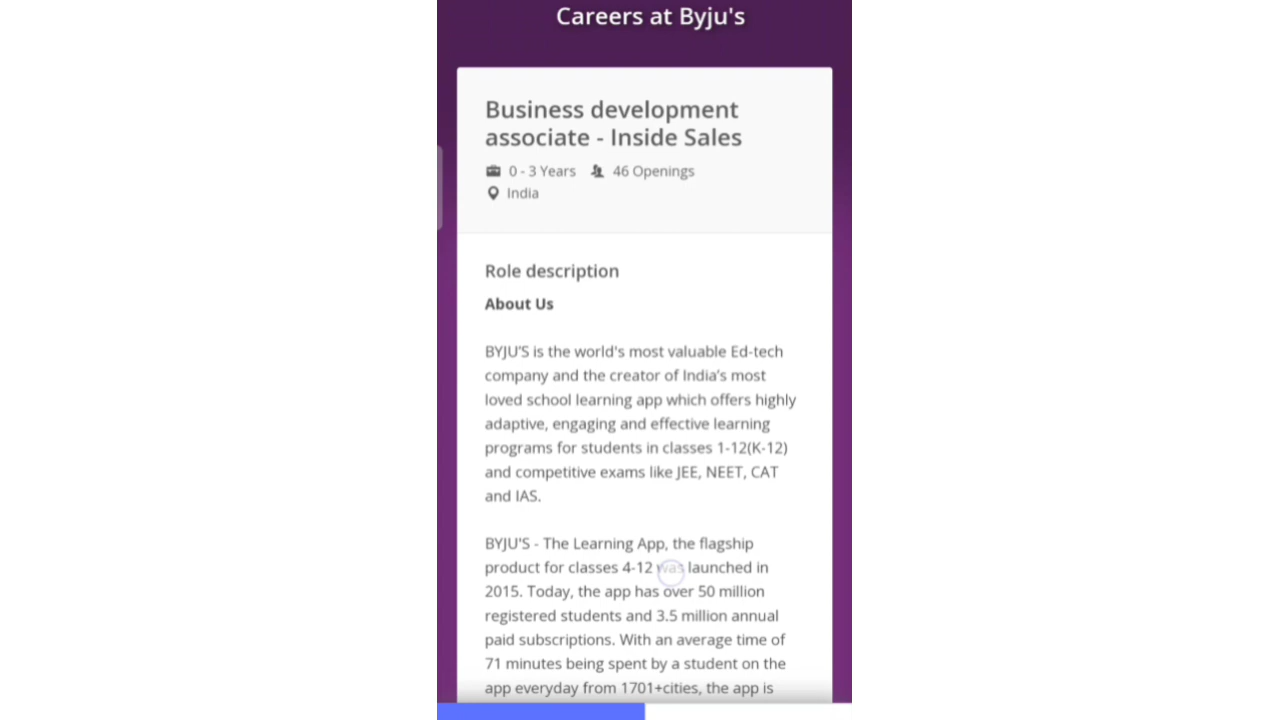 Careers at Byju's
Business development
associate - Inside Sales
0 - 3 Years 46 Openings
India
Role description
About Us
BYJU'S is the world's most valuable Ed-tech
company and the creator of India's most
loved school learning app which offers highly
adaptive, engaging and effective learning
programs for students in classes 1-12(K-12)
and competitive exams like JEE, NEET, CAT
and IAS.
BYJU'S - The Learning App, the flagship
product for classes 4-12 was launched in
2015. Today, the app has over 50 million
registered students and 3.5 million annual
paid subscriptions. With an average time of
71 minutes being spent by a student on the
app everyday from 1701+cities, the app is